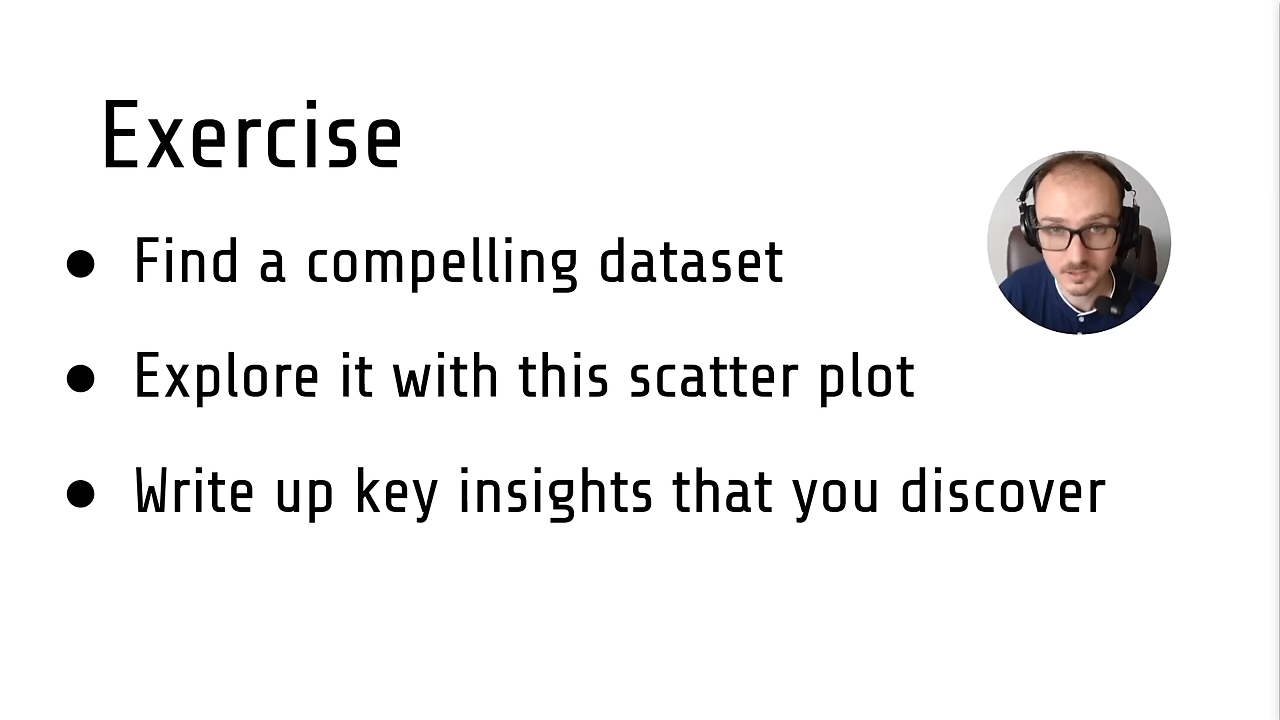 Exercise
● Find a compelling dataset
● Explore it with this scatter plot
● Write up key insights that you discover